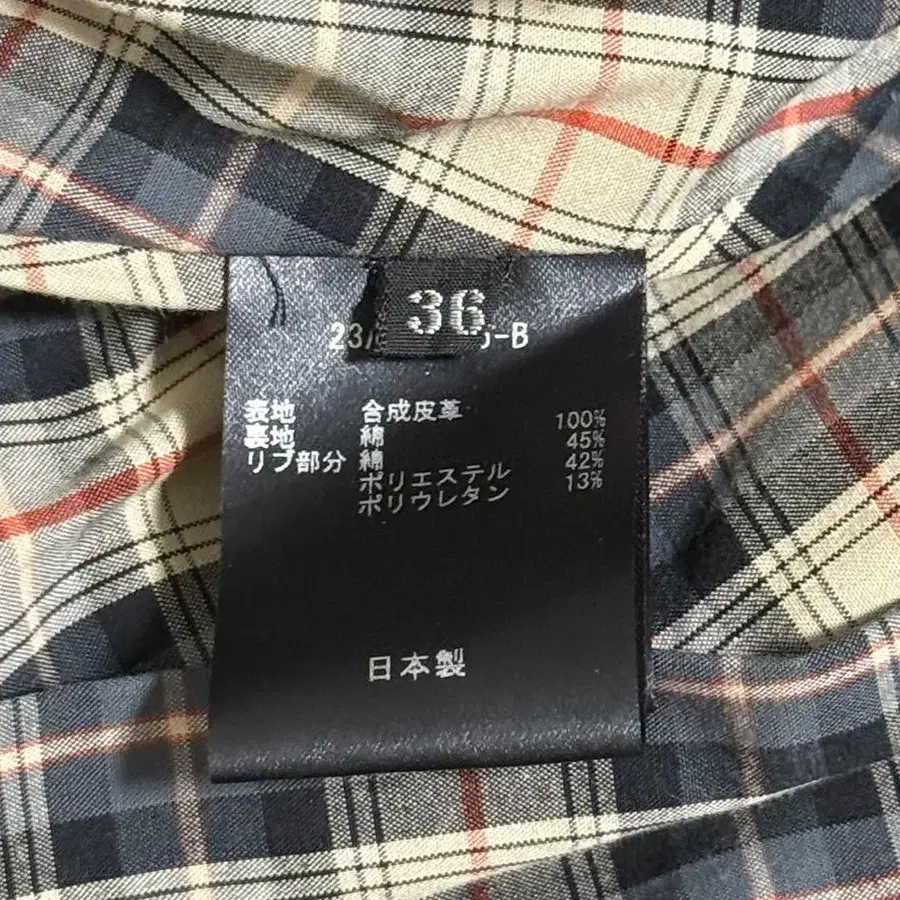 36
表地 合成皮革
裏地 綿 100%
リブ部分 綿 45%
ポリエステル 42%
ポリウレタン 13%
日本製